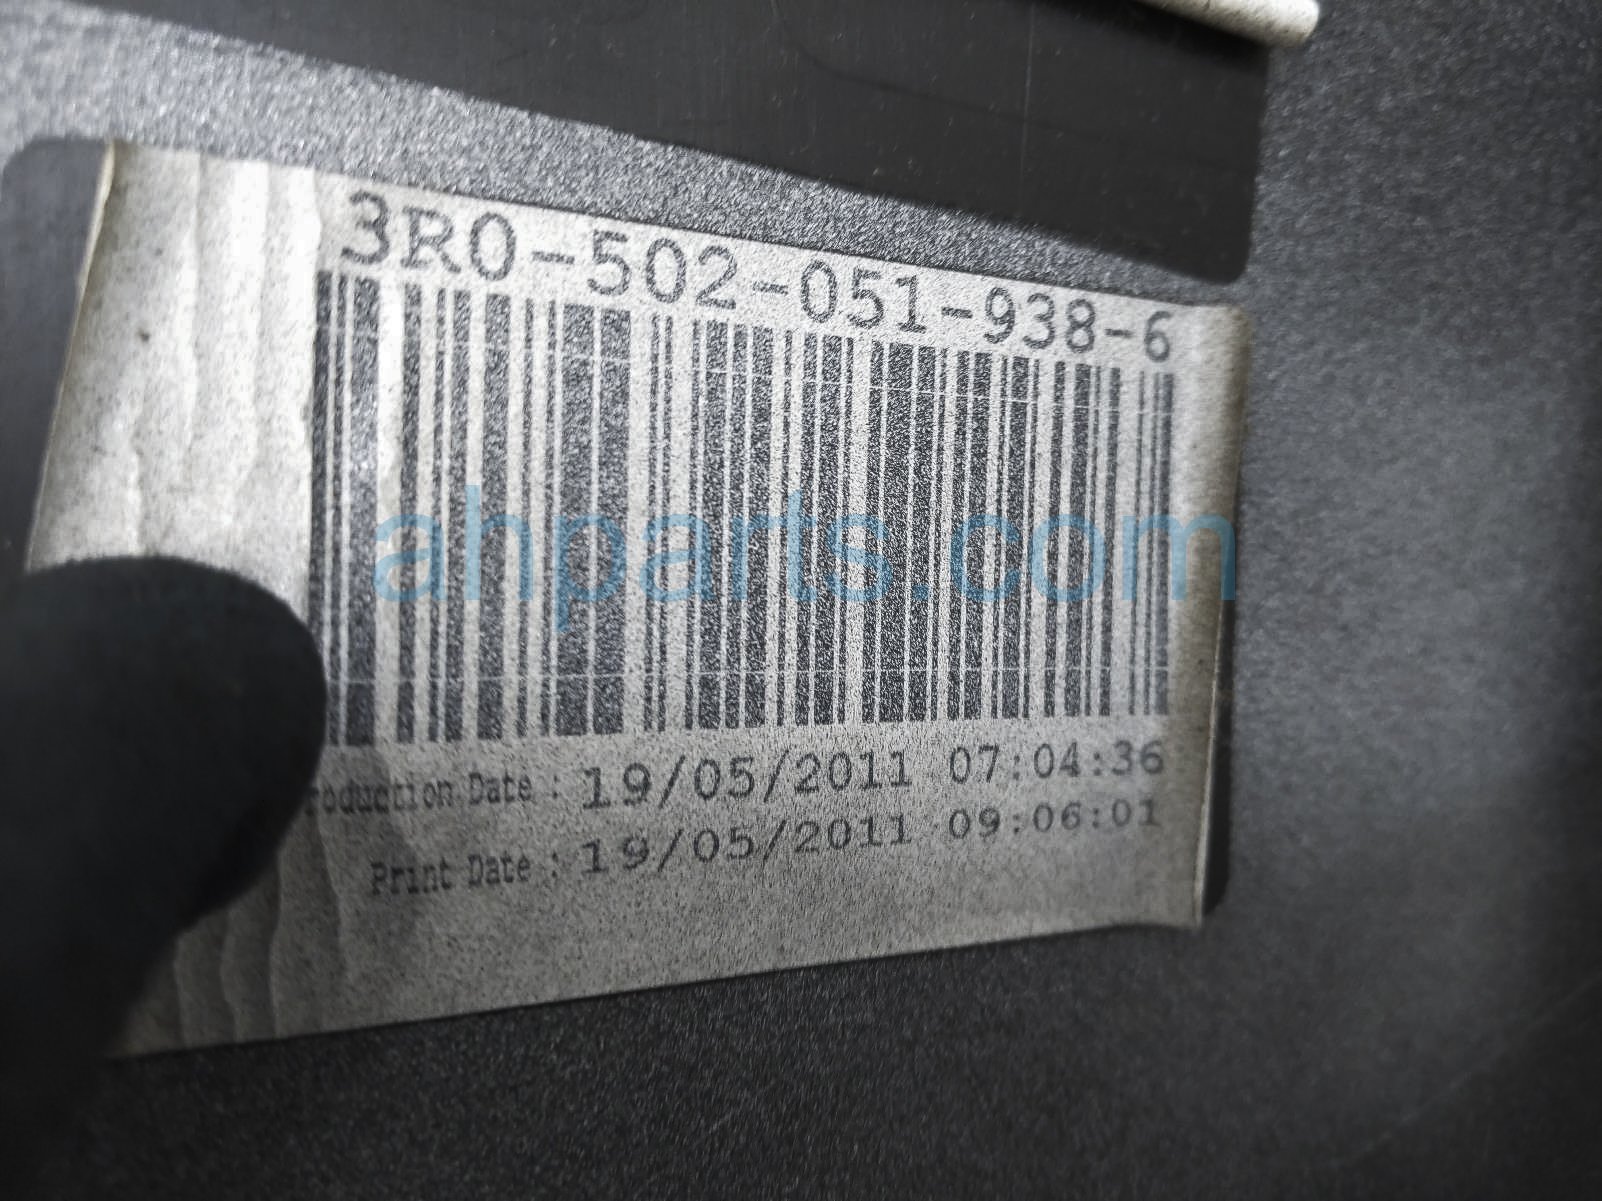 3R0-502-051-938-6
ahparts.com
roduction Date : 19/05/2011 07:04:36
Print Date : 19/05/2011 09:06:01